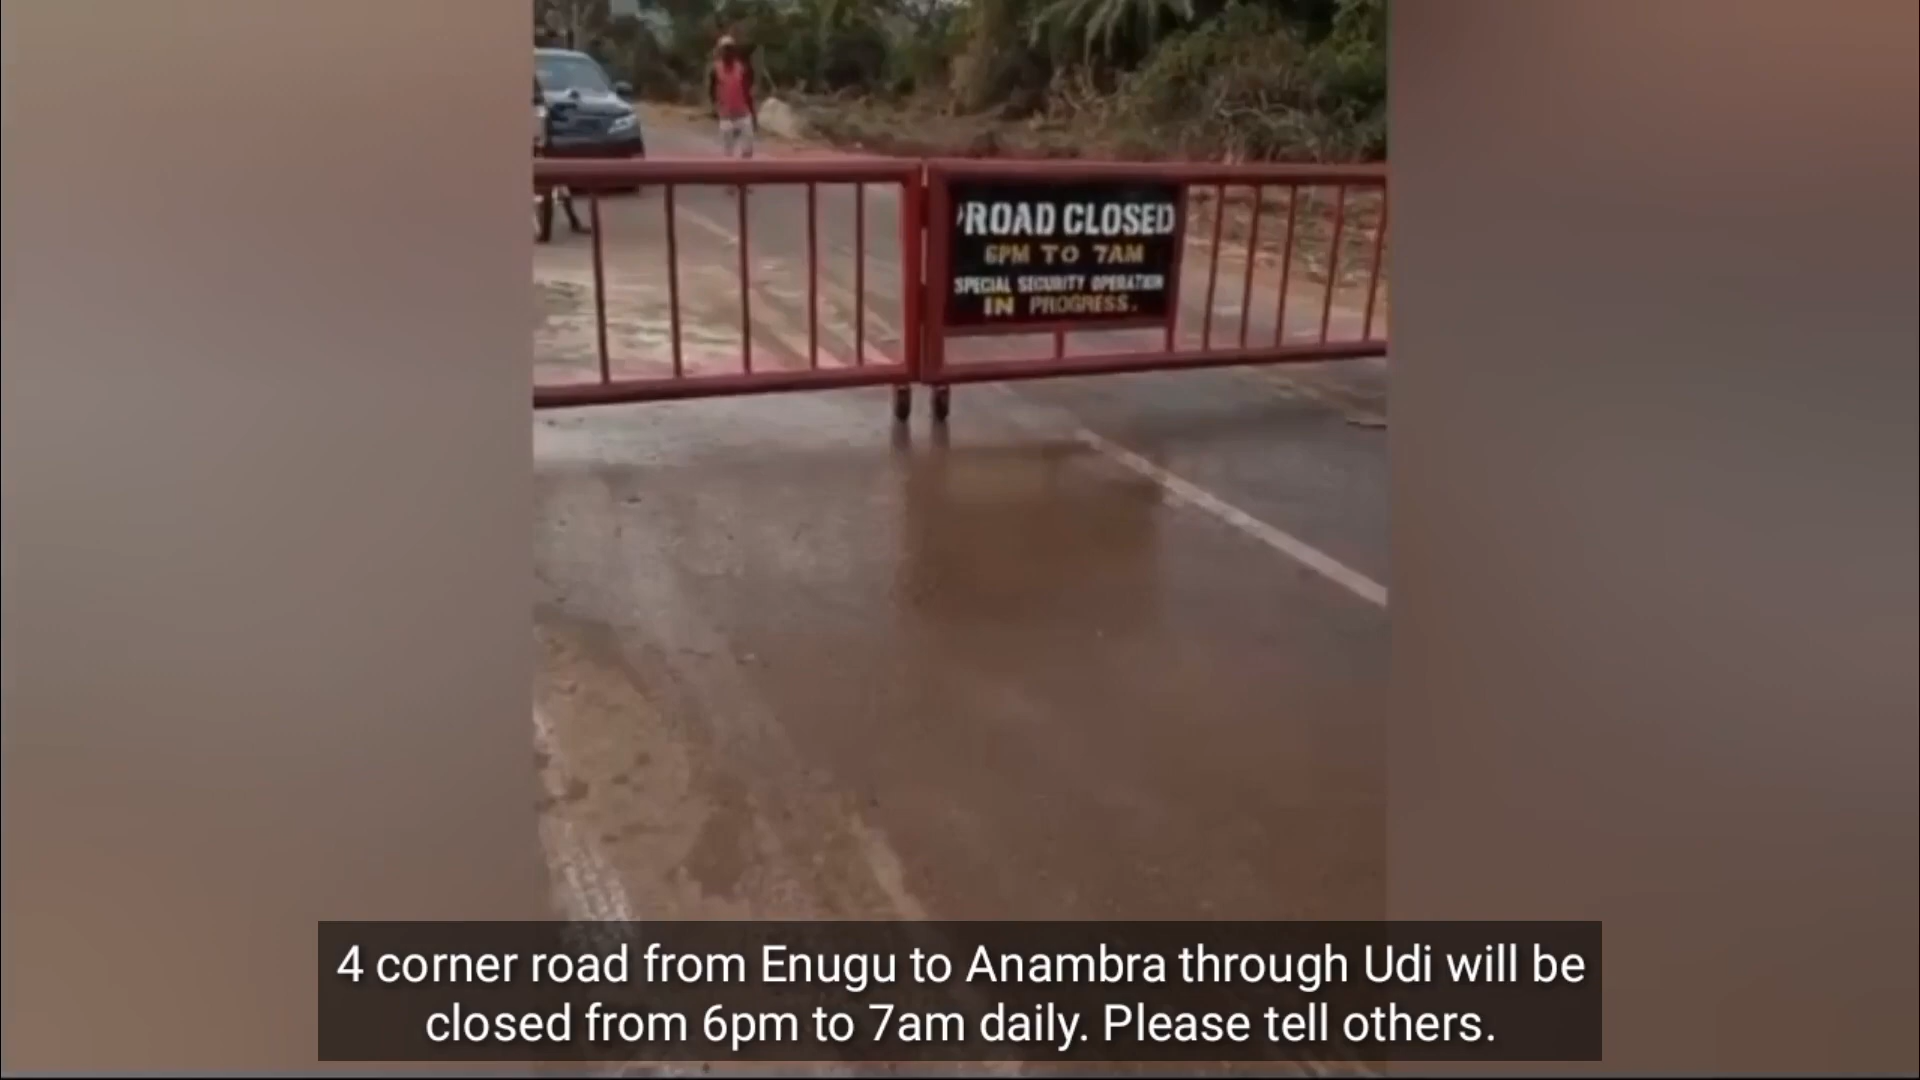 ROAD CLOSED
6PM TO 7AM
SPECIAL SECURITY OPERATION
IN PROGRESS.
4 corner road from Enugu to Anambra through Udi will be
closed from 6pm to 7am daily. Please tell others.